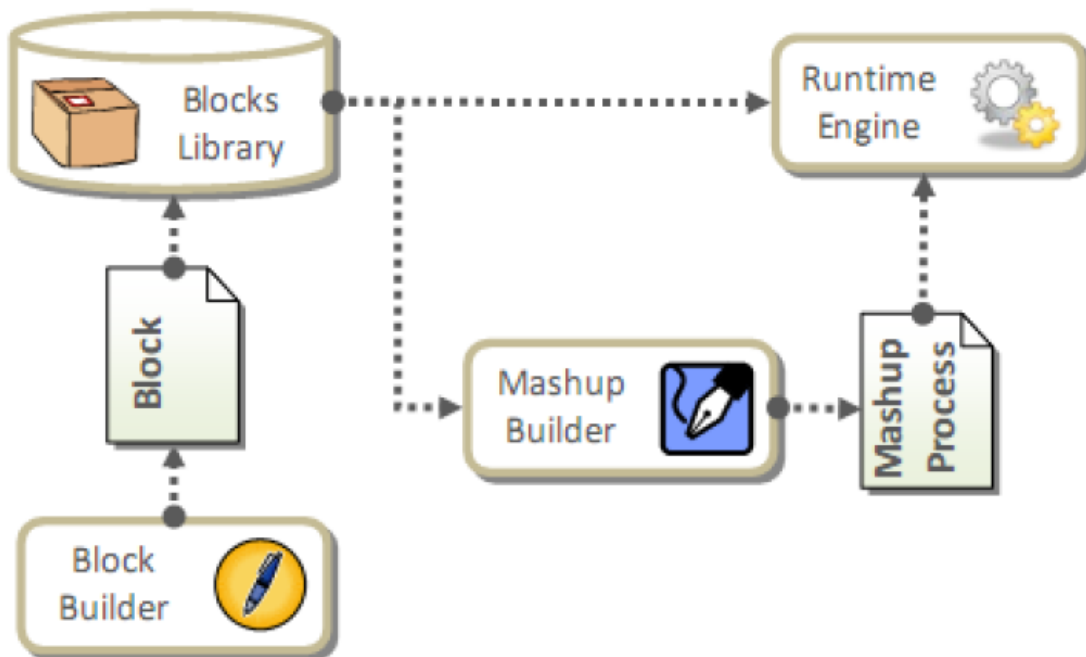 Blocks
Library
Runtime
Engine
Block
Mashup
Builder
Mashup
Process
Block
Builder